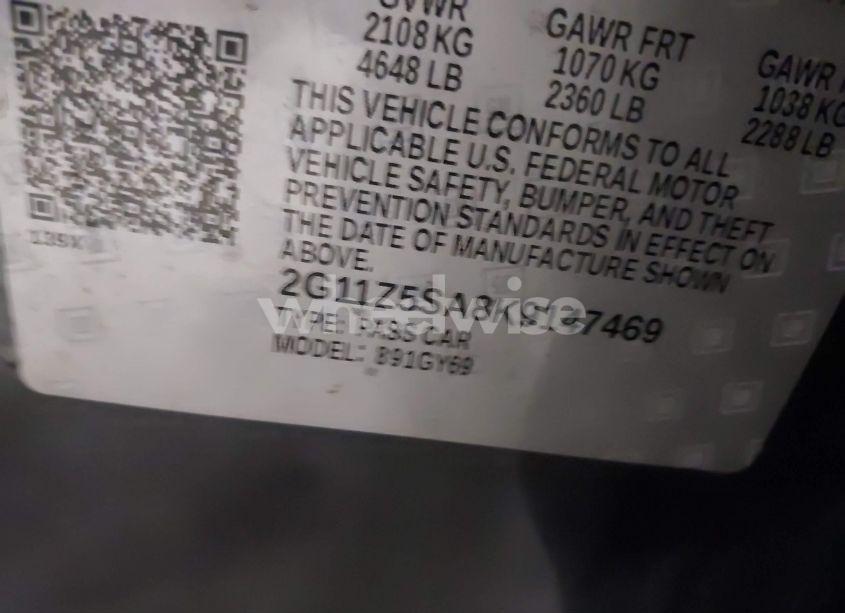 GVWR
2108 KG
4648 LB
GAWR FRT
1070 KG
2360 LB
GAWR
1038 KG
2288 LB
THIS VEHICLE CONFORMS TO ALL
APPLICABLE U.S. FEDERAL MOTOR
VEHICLE SAFETY, BUMPER, AND THEFT
PREVENTION STANDARDS IN EFFECT ON
THE DATE OF MANUFACTURE SHOWN
ABOVE.
TYPE: PASS CAR
MODEL: 891GY69
wheelwise